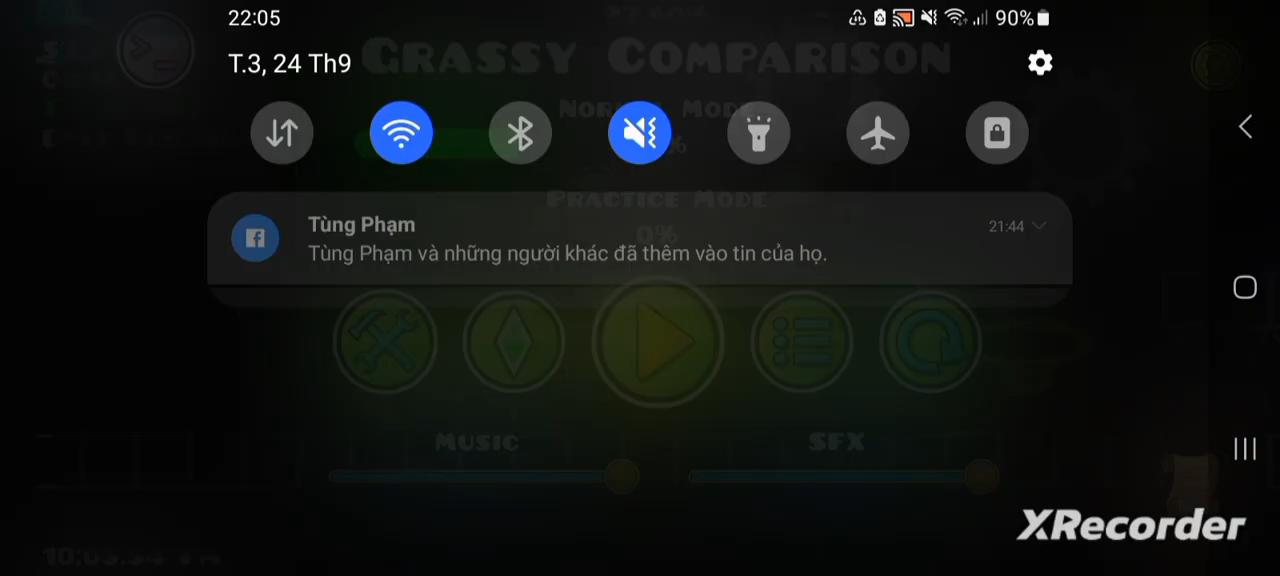 22:05
90%
T.3, 24 Th9
GRASSY COMPARISON
NORMAL MODE
%
PRACTICE MODE
0%
Tùng Phạm
21:44
Tùng Phạm và những người khác đã thêm vào tin của họ.
MUSIC
SFX
XRecorder